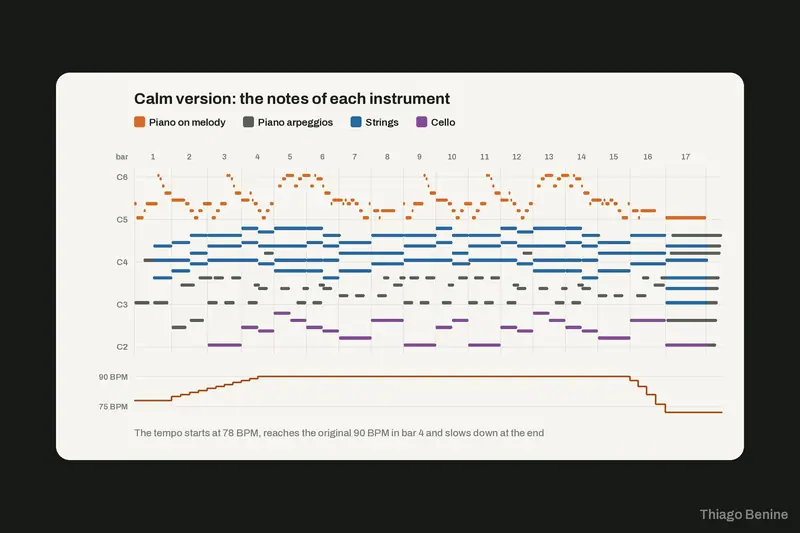 Calm version: the notes of each instrument
Piano on melody Piano arpeggios Strings Cello
bar 1 2 3 4 5 6 7 8 9 10 11 12 13 14 15 16 17
C6
C5
C4
C3
C2
90 BPM
75 BPM
The tempo starts at 78 BPM, reaches the original 90 BPM in bar 4 and slows down at the end
Thiago Benine